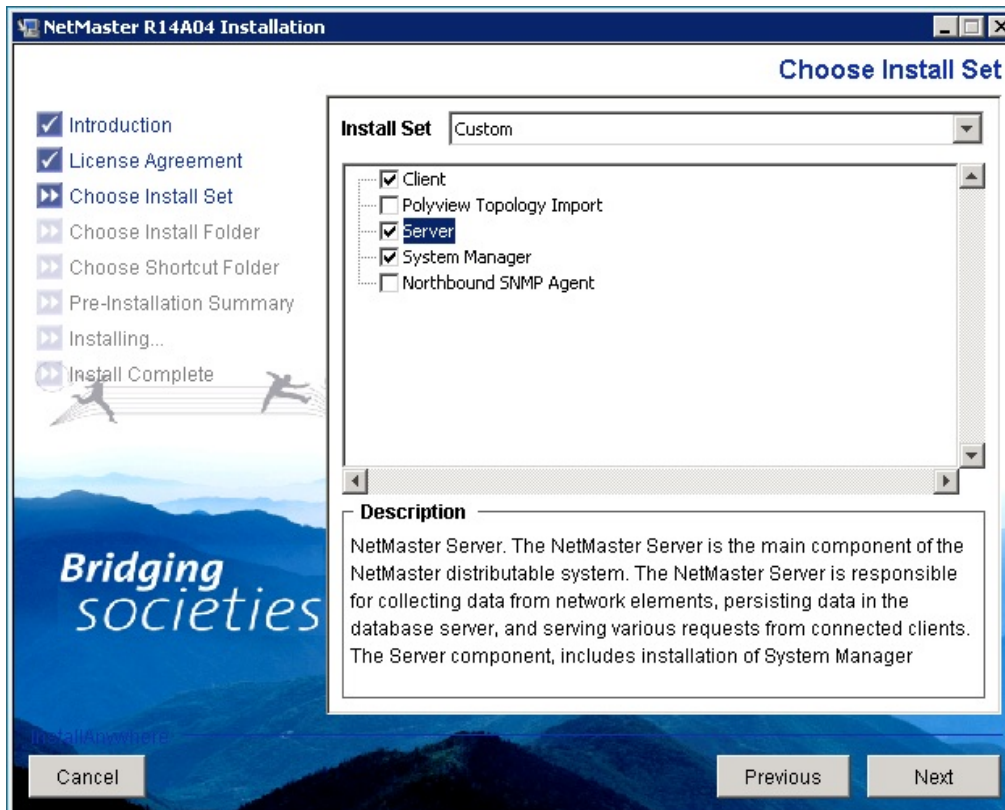 NetMaster R14A04 Installation
Choose Install Set
Introduction
License Agreement
Choose Install Set
Choose Install Folder
Choose Shortcut Folder
Pre-Installation Summary
Installing...
Install Complete
Install Set Custom
Client
Polyview Topology Import
Server
System Manager
Northbound SNMP Agent
Description
NetMaster Server. The NetMaster Server is the main component of the
NetMaster distributable system. The NetMaster Server is responsible
for collecting data from network elements, persisting data in the
database server, and serving various requests from connected clients.
The Server component, includes installation of System Manager
Bridging
societies
InstallAnywhere
Cancel Previous Next